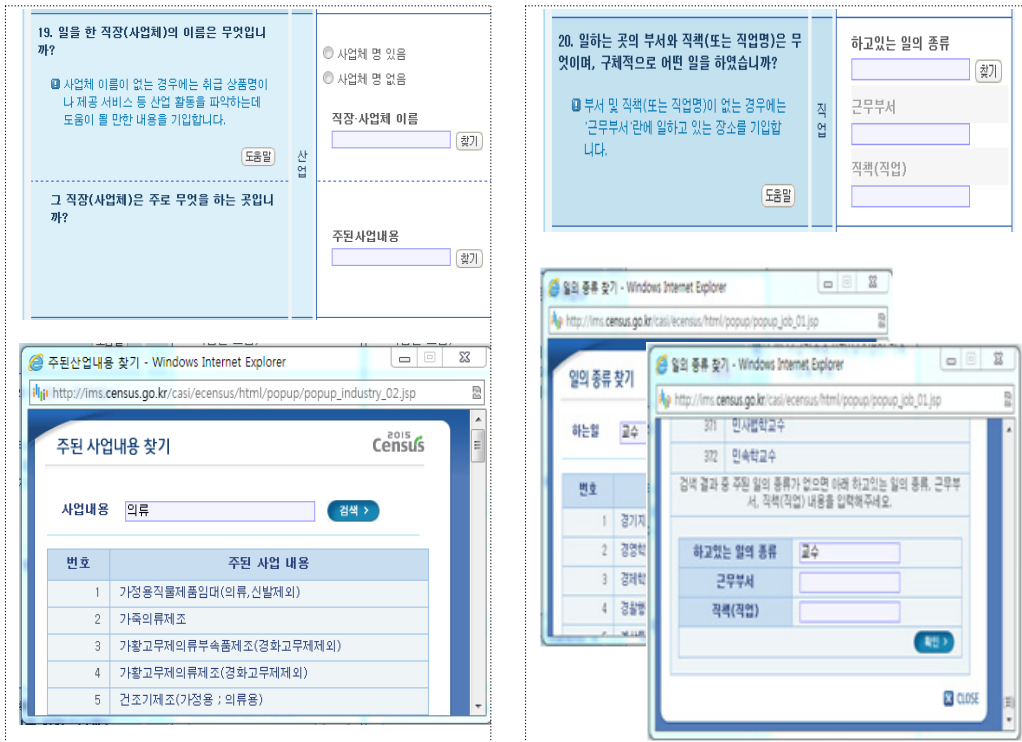 19. 일을 한 직장(사업체)의 이름은 무엇입니
까?
사업체 이름이 없는 경우에는 취급 상품명이
나 제공 서비스 등 산업 활동을 파악하는데
도움이 될 만한 내용을 기입합니다.
도움말
그 직장(사업체)은 주로 무엇을 하는 곳입니
까?
산
업
사업체 명 있음
사업체 명 없음
직장·사업체 이름
찾기
주된사업내용
찾기
주된산업내용 찾기 - Windows Internet Explorer
http://ims.census.go.kr/casi/ecensus/html/popup/popup_industry_02.jsp
주된 사업내용 찾기
2015
Census
사업내용 의류 검색 >
번호 주된 사업 내용
1 가정용직물제품임대(의류,신발제외)
2 가죽의류제조
3 가황고무제의류부속품제조(경화고무제제외)
4 가황고무제의류제조(경화고무제외)
5 건조기제조(가정용 ; 의류용)
20. 일하는 곳의 부서와 직책(또는 직업명)은 무
엇이며, 구체적으로 어떤 일을 하였습니까?
부서 및 직책(또는 직업명)이 없는 경우에는
'근무부서'란에 일하고 있는 장소를 기입합
니다.
도움말
직
업
하고있는 일의 종류
찾기
근무부서
직책(직업)
일의 종류 찾기 - Windows Internet Explorer
http://ims.census.go.kr/casi/ecensus/html/popup/popup_job_01.jsp
일의 종류 찾기
하는일 교수
번호
1 경기지
2 경영학
3 경제학
4 경찰행
일의 종류 찾기 - Windows Internet Explorer
http://ims.census.go.kr/casi/ecensus/html/popup/popup_job_01.jsp
371 민사법학교수
372 민속학교수
검색 결과 중 주된 일의 종류가 없으면 아래 하고있는 일의 종류, 근무부
서, 직책(직업) 내용을 입력해주세요.
하고있는 일의 종류 교수
근무부서
직책(직업)
확인 >
CLOSE